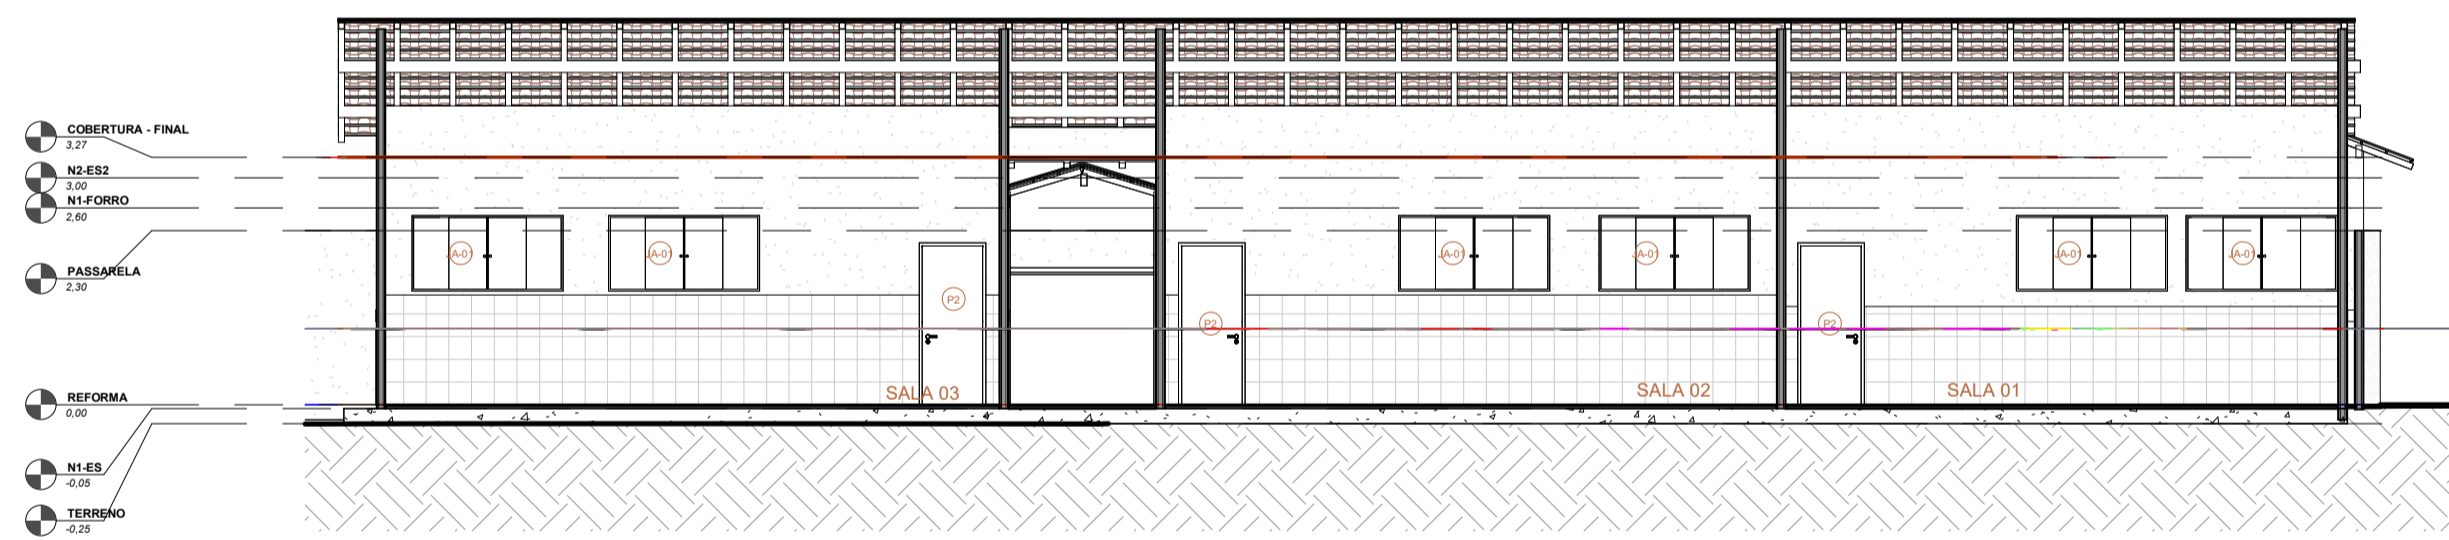 COBERTURA - FINAL
3,27
N2-ES2
3,00
N1-FORRO
2,60
PASSARELA
2,30
REFORMA
0,00
N1-ES
-0,05
TERRENO
-0,25
JA-01
JA-01
JA-01
JA-01
JA-01
JA-01
P2
P2
P2
SALA 03
SALA 02
SALA 01